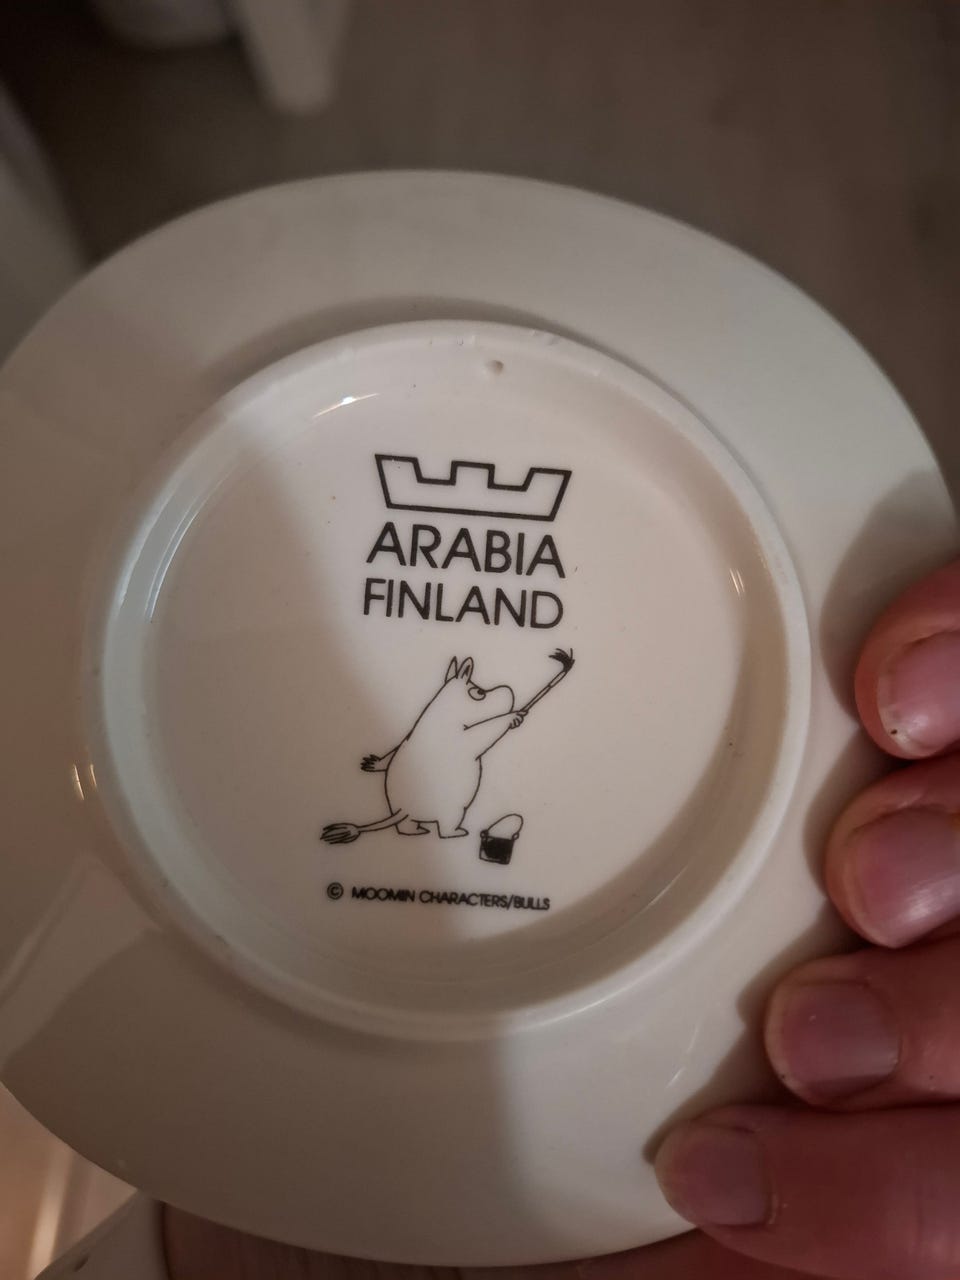 ARABIA
FINLAND
© MOOMIN CHARACTERS/BULLS